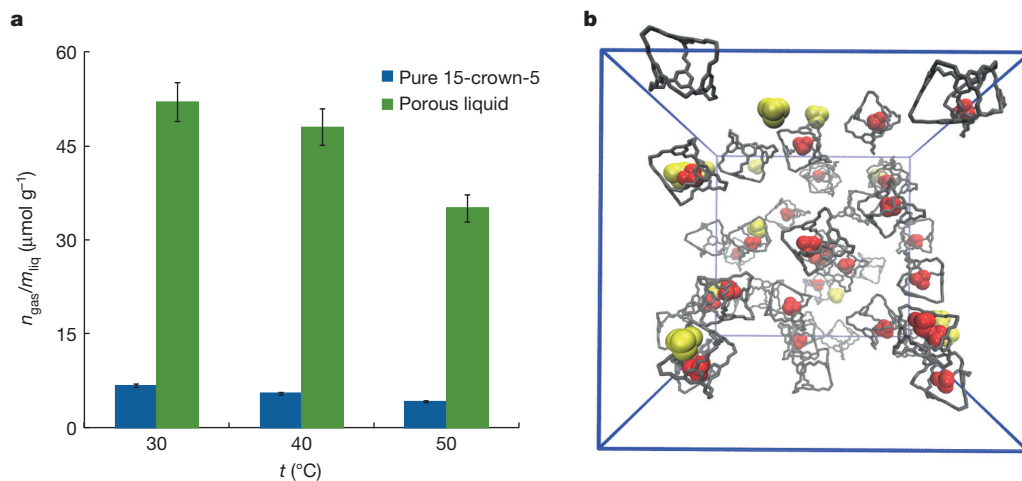 a
60
45
30
15
0
n_gas/m_liq (μmol g⁻¹)
Pure 15-crown-5
Porous liquid
30 40 50
t (°C)
b